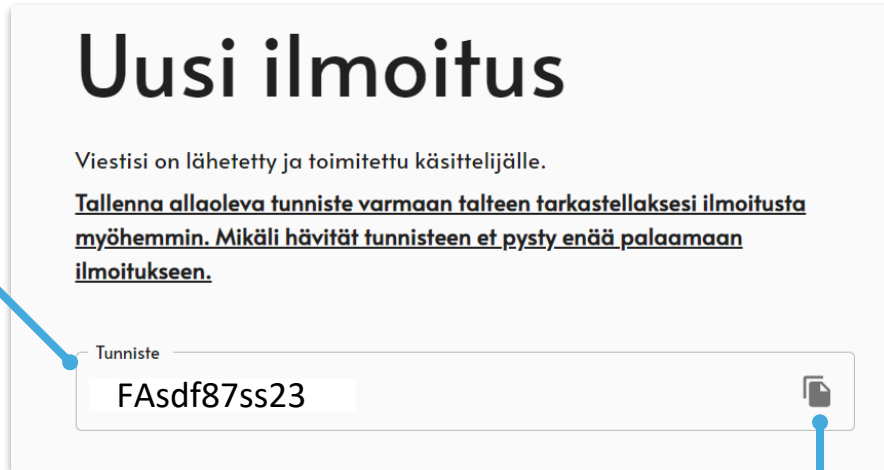 Uusi ilmoitus
Viestisi on lähetetty ja toimitettu käsittelijälle.
Tallenna allaoleva tunniste varmaan talteen tarkastellaksesi ilmoitusta
myöhemmin. Mikäli hävität tunnisteen et pysty enää palaamaan
ilmoitukseen.
Tunniste
FAsdf87ss23